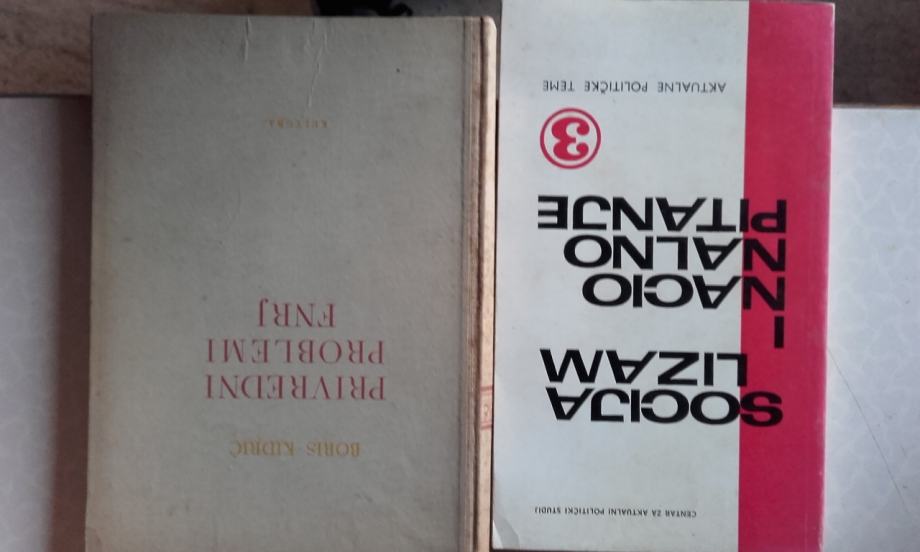 BORIS KIDRIČ
PRIVREDNI
PROBLEMI
FNRJ
KULTURA
CENTAR ZA AKTUALNI POLITIČKI STUDIJ
SOCIJA
LIZAM
I
NACIO
NALNO
PITANJE
3
AKTUALNE POLITIČKE TEME